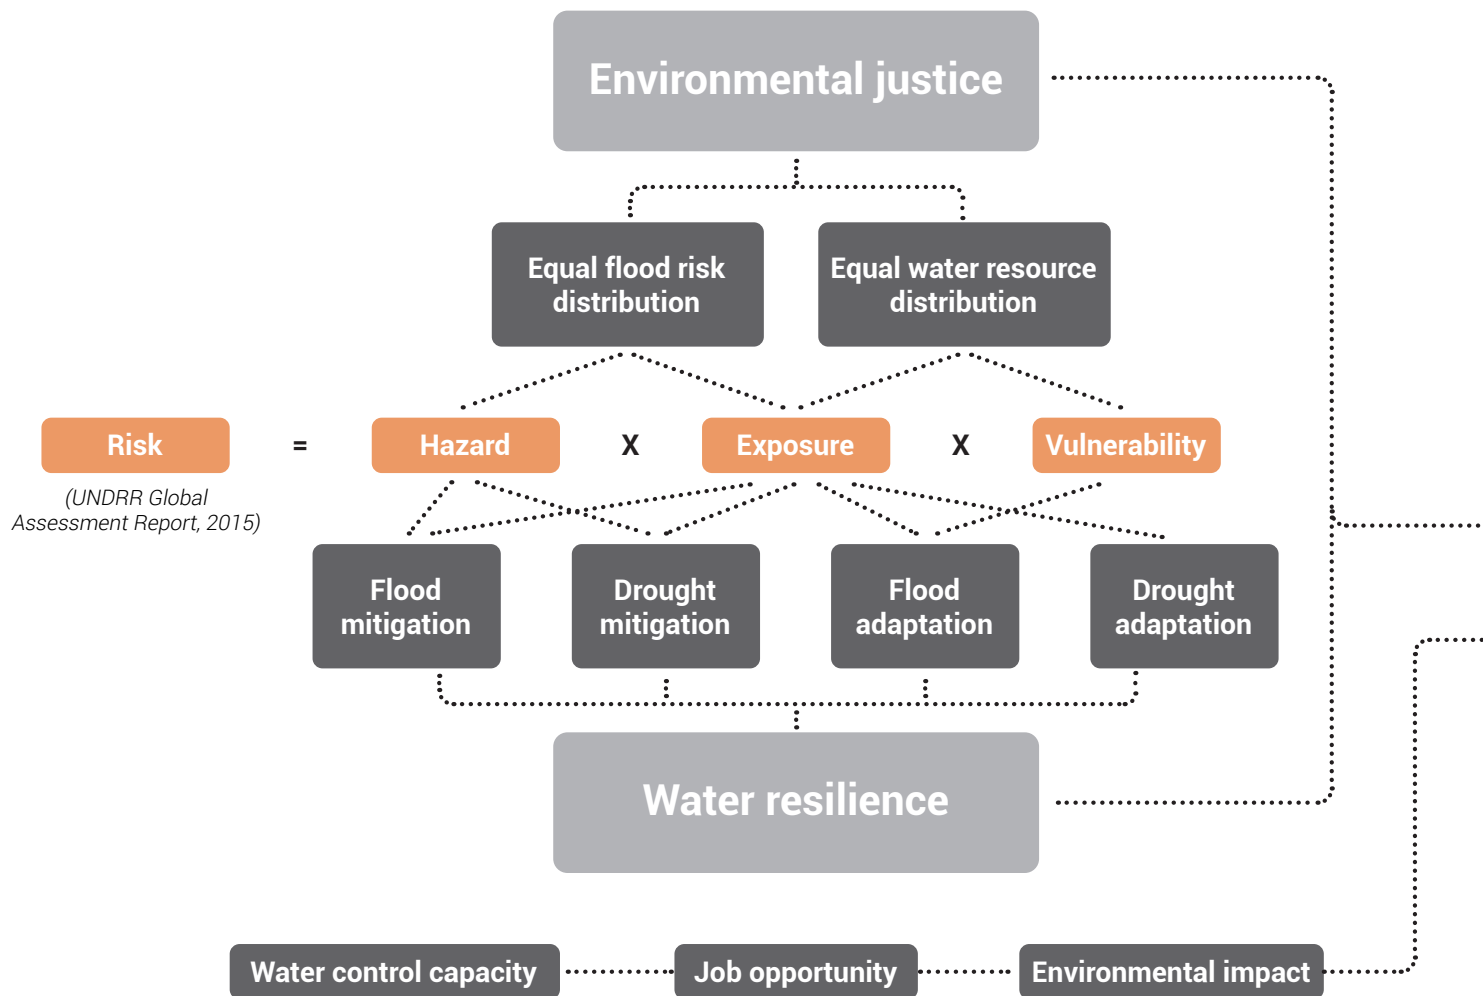 Environmental justice
Equal flood risk
distribution
Equal water resource
distribution
Risk
=
Hazard
X
Exposure
X
Vulnerability
(UNDRR Global
Assessment Report, 2015)
Flood
mitigation
Drought
mitigation
Flood
adaptation
Drought
adaptation
Water resilience
Water control capacity
Job opportunity
Environmental impact